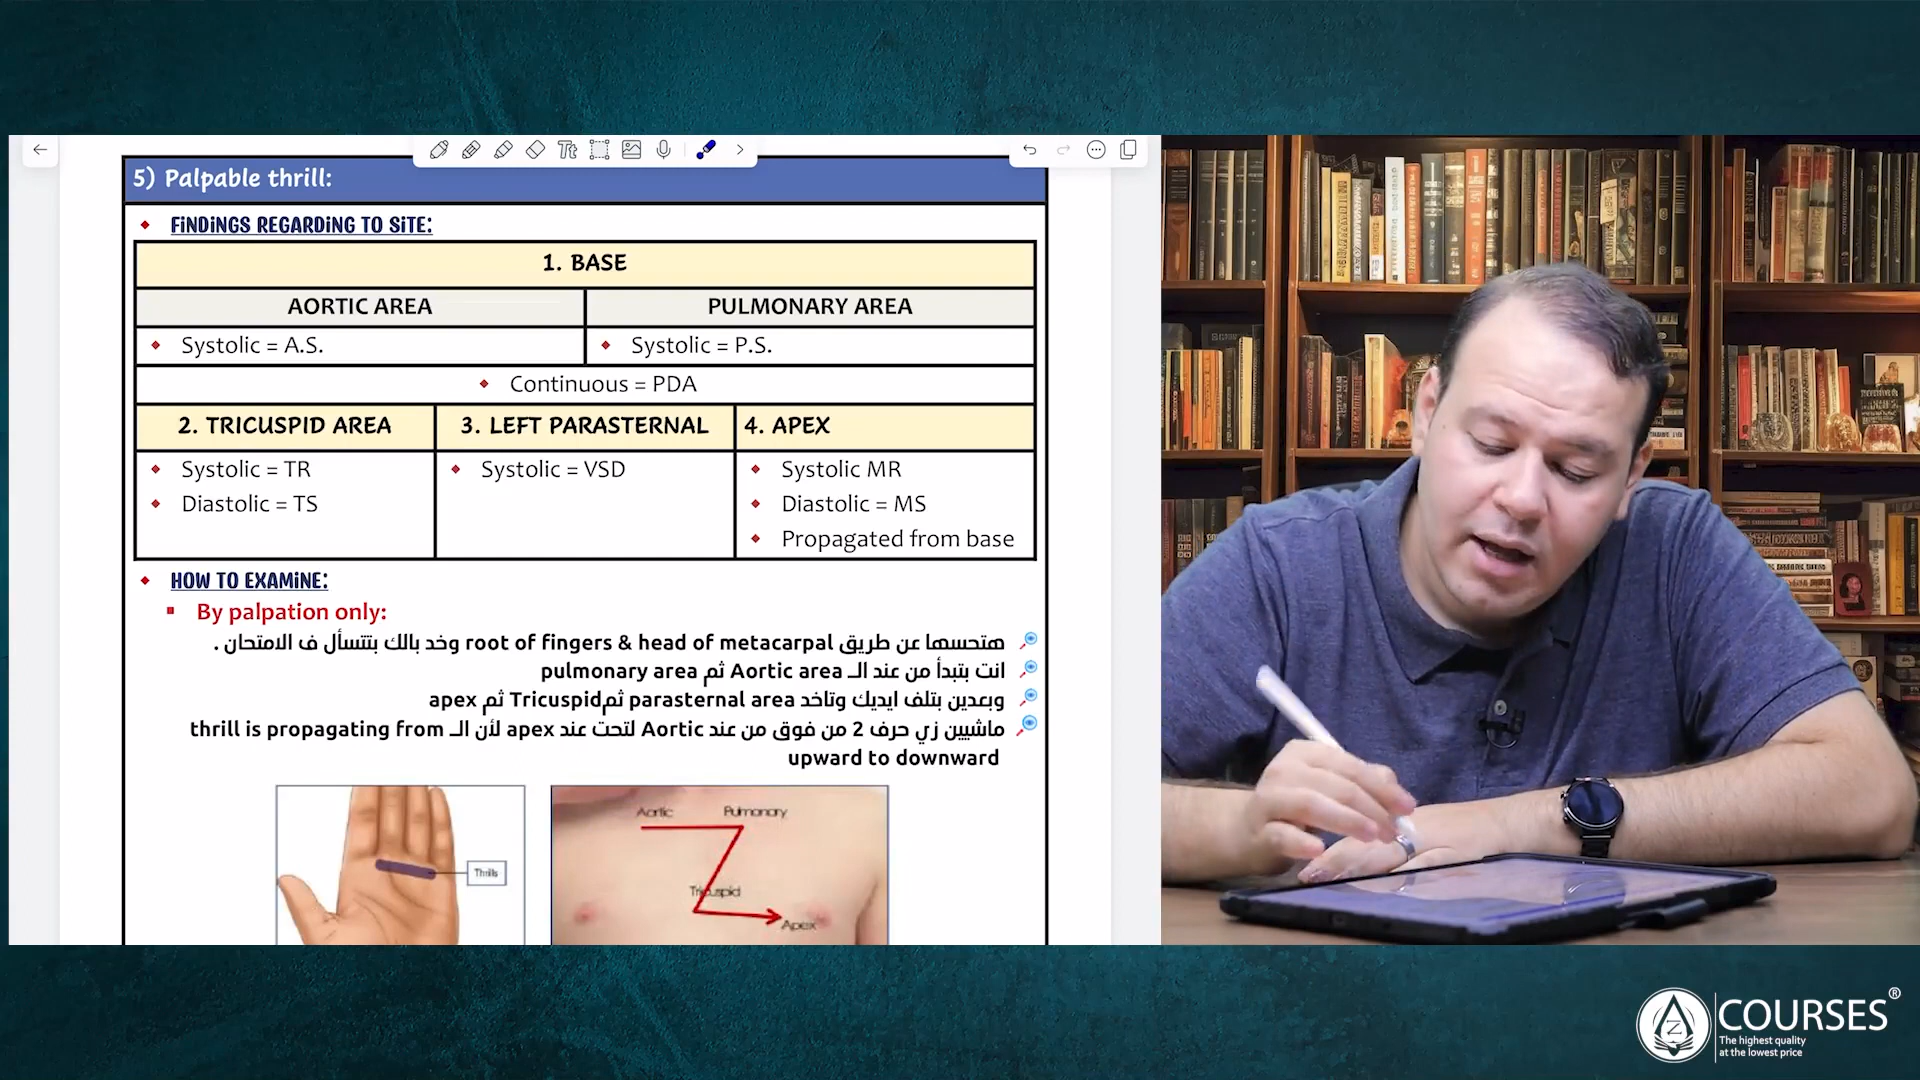 5) Palpable thrill:
FINDINGS REGARDING TO SITE:
1. BASE
AORTIC AREA
PULMONARY AREA
Systolic = A.S.
Systolic = P.S.
Continuous = PDA
2. TRICUSPID AREA
3. LEFT PARASTERNAL
4. APEX
Systolic = TR
Diastolic = TS
Systolic = VSD
Systolic MR
Diastolic = MS
Propagated from base
HOW TO EXAMINE:
By palpation only:
هتحسها عن طريق root of fingers & head of metacarpal وخد بالك بتتسأل ف الامتحان .
انت بتبدأ من عند الـ Aortic area ثم pulmonary area
وبعدين بتلف ايديك وتاخد parasternal area ثمTricuspid ثم apex
ماشيين زي حرف 2 من فوق من عند Aortic لتحت عند apex لأن الـ thrill is propagating from
upward to downward
Thrills
Aortic
Pulmonary
Tricuspid
Apex
Tt
COURSES®
The highest quality
at the lowest price
Z